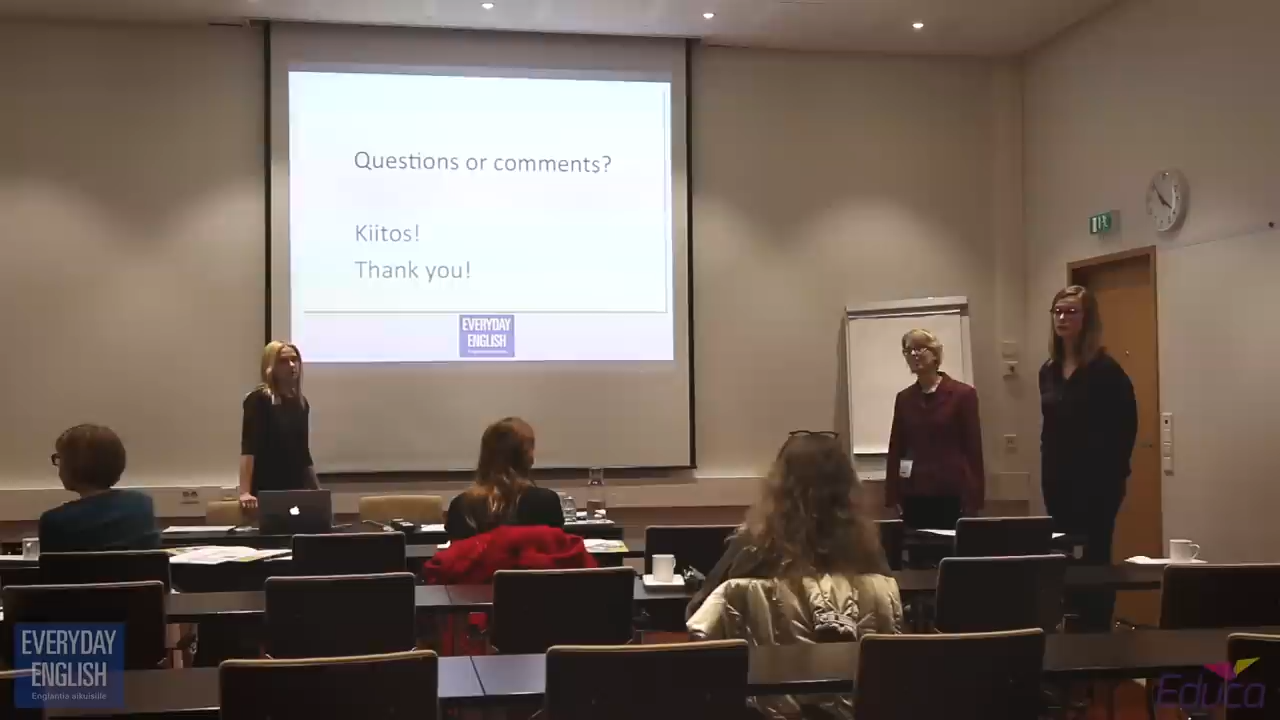 Questions or comments?
Kiitos!
Thank you!
EVERYDAY
ENGLISH
EVERYDAY
ENGLISH
Englantia aikuisille
Educa